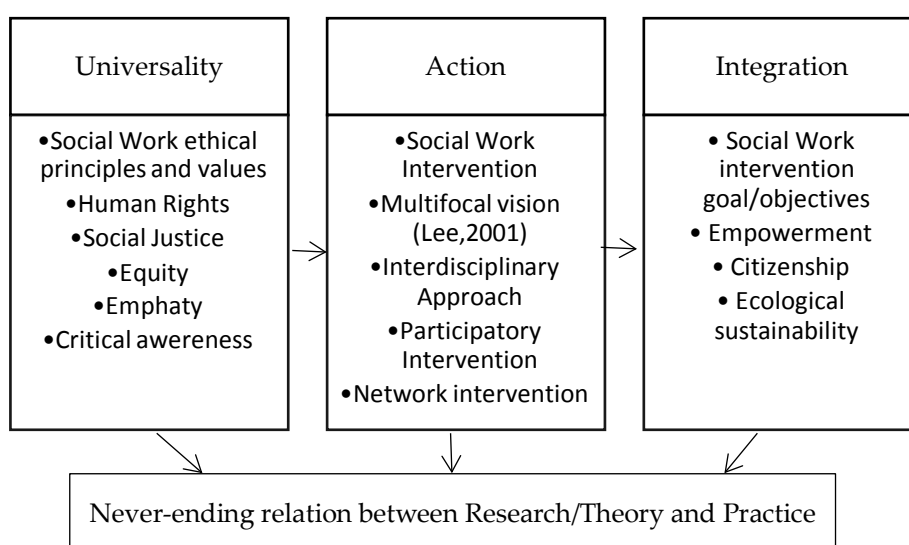 Universality
•Social Work ethical
principles and values
•Human Rights
•Social Justice
•Equity
•Emphaty
•Critical awereness
Action
•Social Work
Intervention
•Multifocal vision
(Lee,2001)
•Interdisciplinary
Approach
•Participatory
Intervention
•Network intervention
Integration
• Social Work
intervention
goal/objectives
• Empowerment
• Citizenship
• Ecological
sustainability
Never-ending relation between Research/Theory and Practice